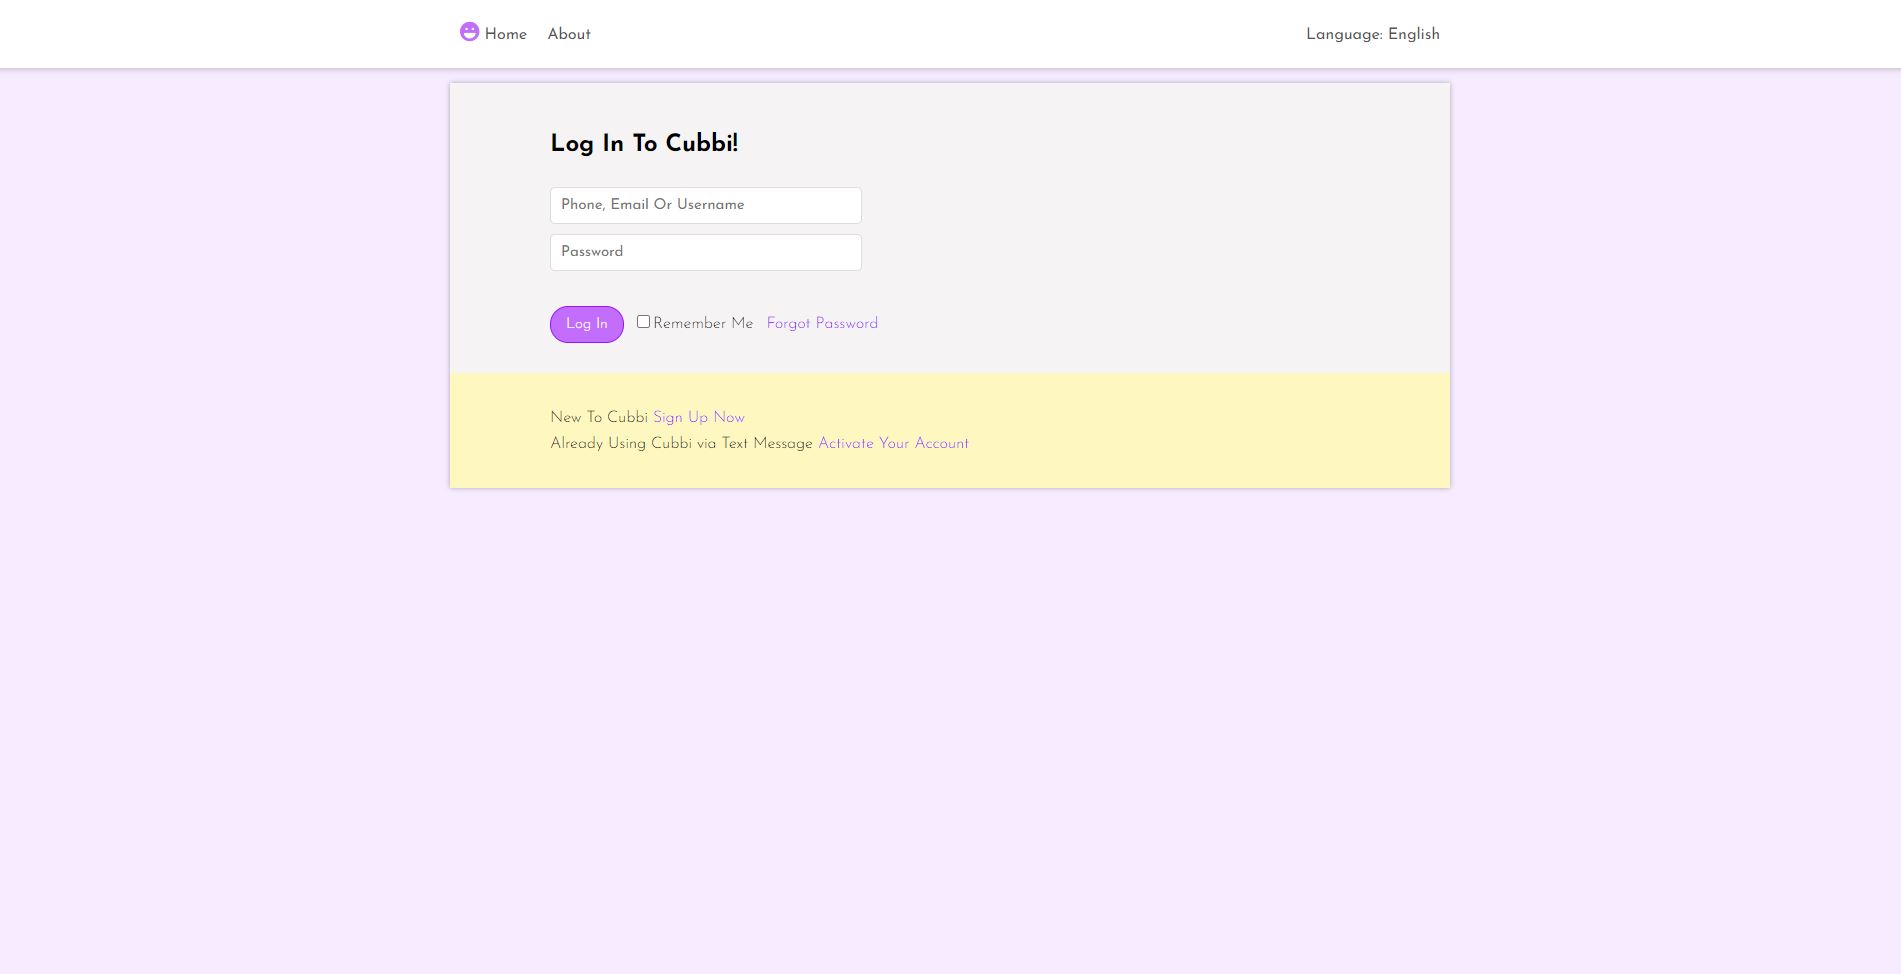 Home About Language: English
Log In To Cubbi!
Phone, Email Or Username
Password
Log In Remember Me Forgot Password
New To Cubbi Sign Up Now
Already Using Cubbi via Text Message Activate Your Account